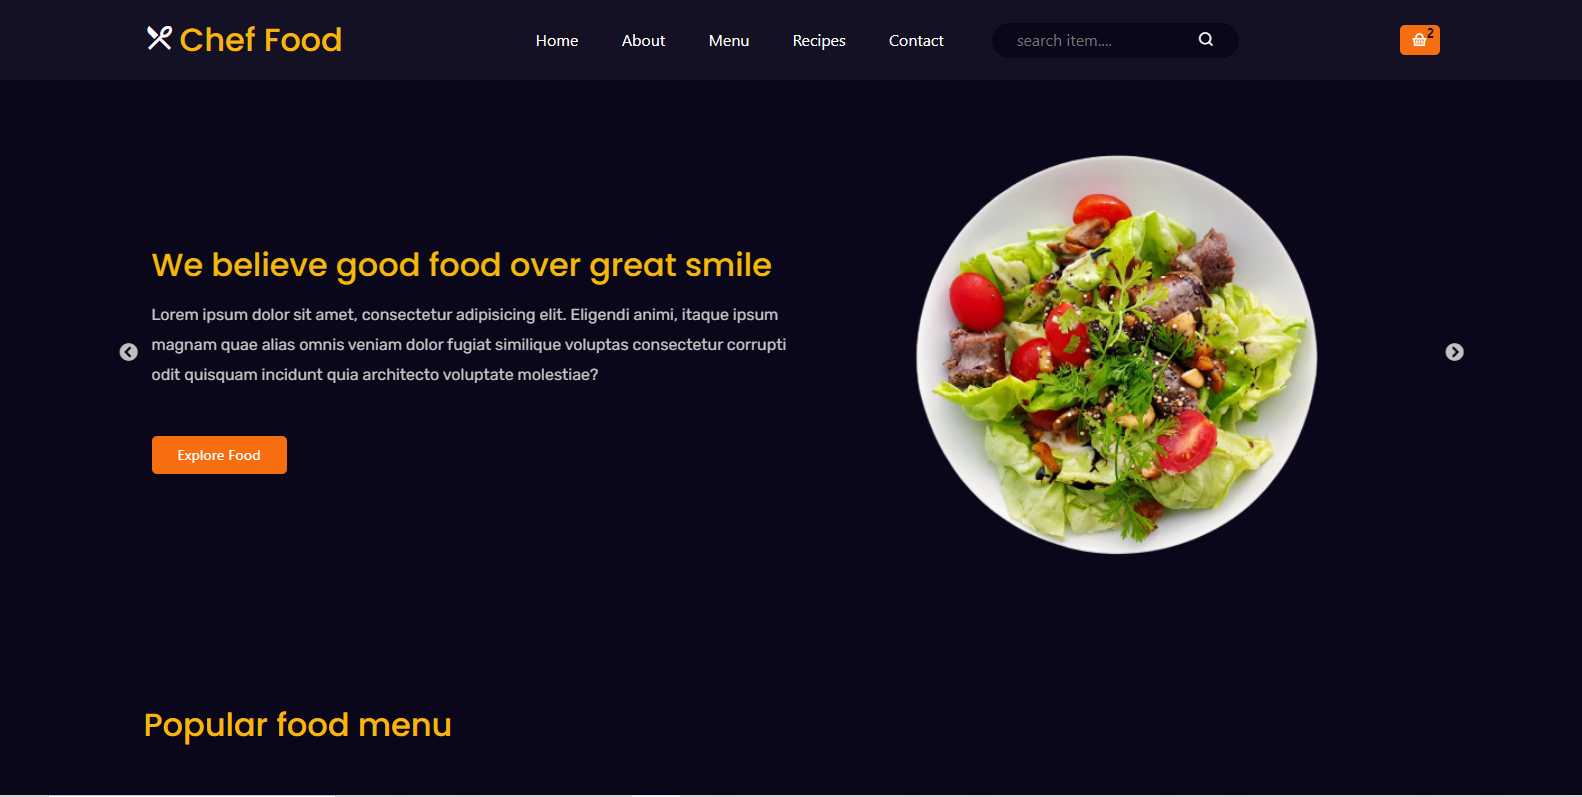 Chef Food
Home About Menu Recipes Contact search item.... 2
We believe good food over great smile
Lorem ipsum dolor sit amet, consectetur adipisicing elit. Eligendi animi, itaque ipsum
magnam quae alias omnis veniam dolor fugiat similique voluptas consectetur corrupti
odit quisquam incidunt quia architecto voluptate molestiae?
Explore Food
Popular food menu